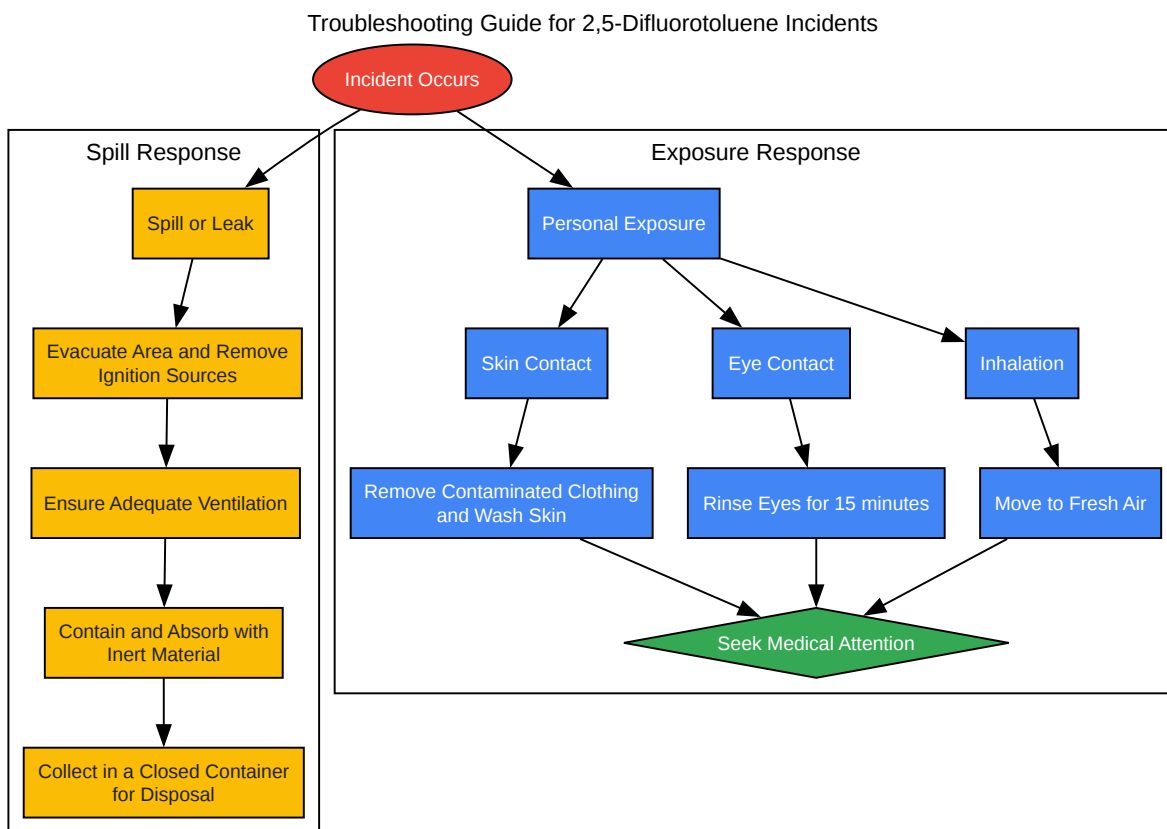 Troubleshooting Guide for 2,5-Difluorotoluene Incidents
Incident Occurs
Spill Response
Spill or Leak
Evacuate Area and Remove
Ignition Sources
Ensure Adequate Ventilation
Contain and Absorb with
Inert Material
Collect in a Closed Container
for Disposal
Exposure Response
Personal Exposure
Skin Contact
Eye Contact
Inhalation
Remove Contaminated Clothing
and Wash Skin
Rinse Eyes for 15 minutes
Move to Fresh Air
Seek Medical Attention